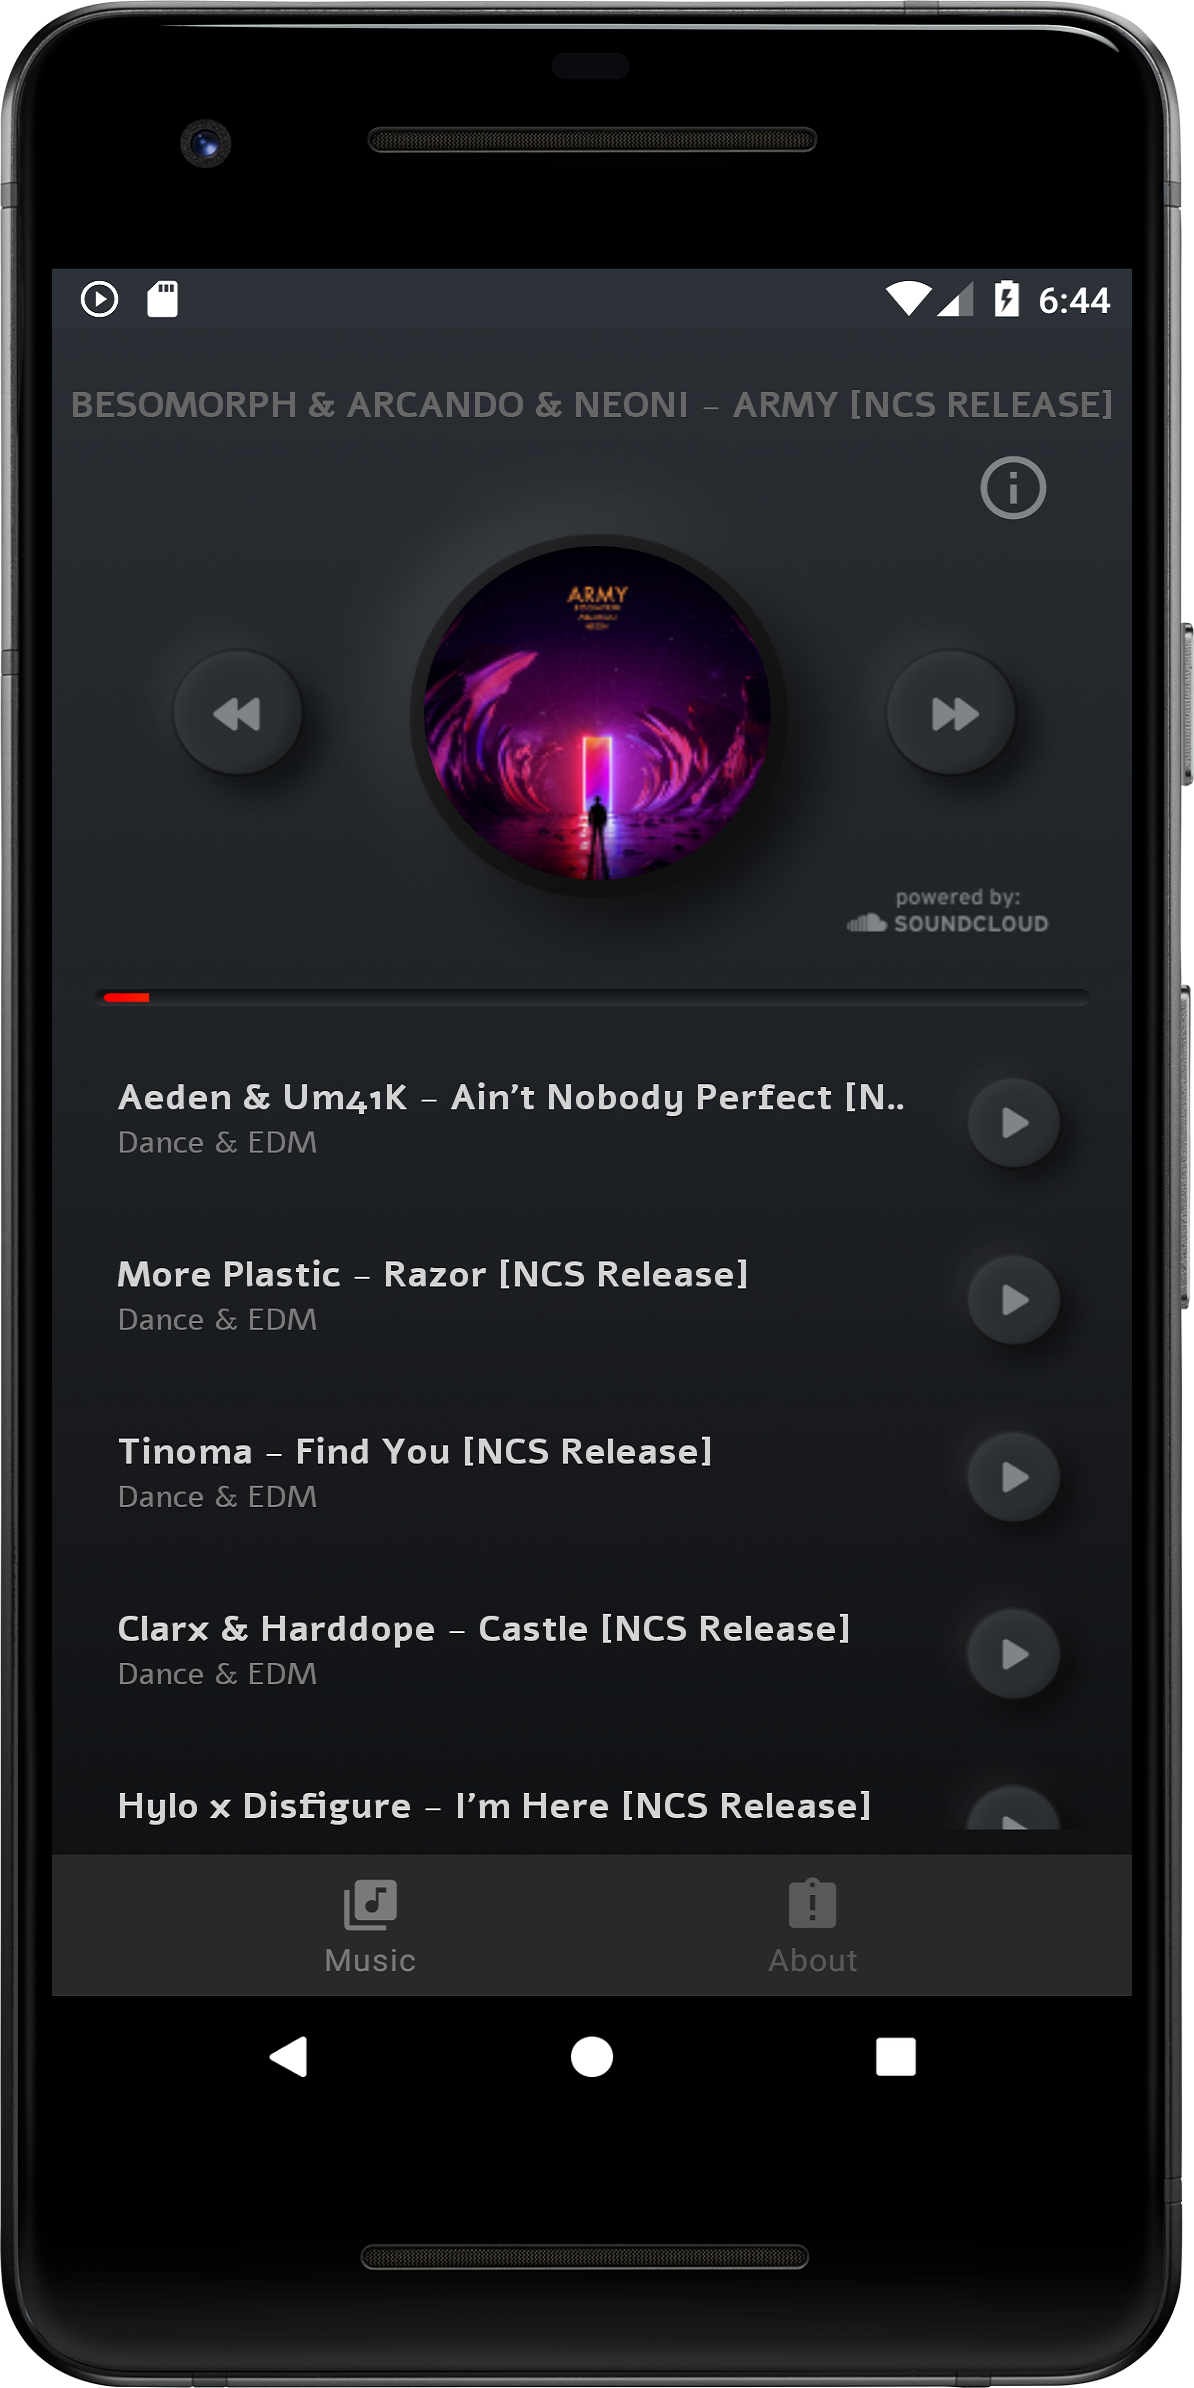 6:44
BESOMORPH & ARCANDO & NEONI – ARMY [NCS RELEASE]
ARMY
powered by:
SOUNDCLOUD
Aeden & Um41K – Ain't Nobody Perfect [N..
Dance & EDM
More Plastic – Razor [NCS Release]
Dance & EDM
Tinoma – Find You [NCS Release]
Dance & EDM
Clarx & Harddope – Castle [NCS Release]
Dance & EDM
Hylo x Disfigure – I'm Here [NCS Release]
Music
About